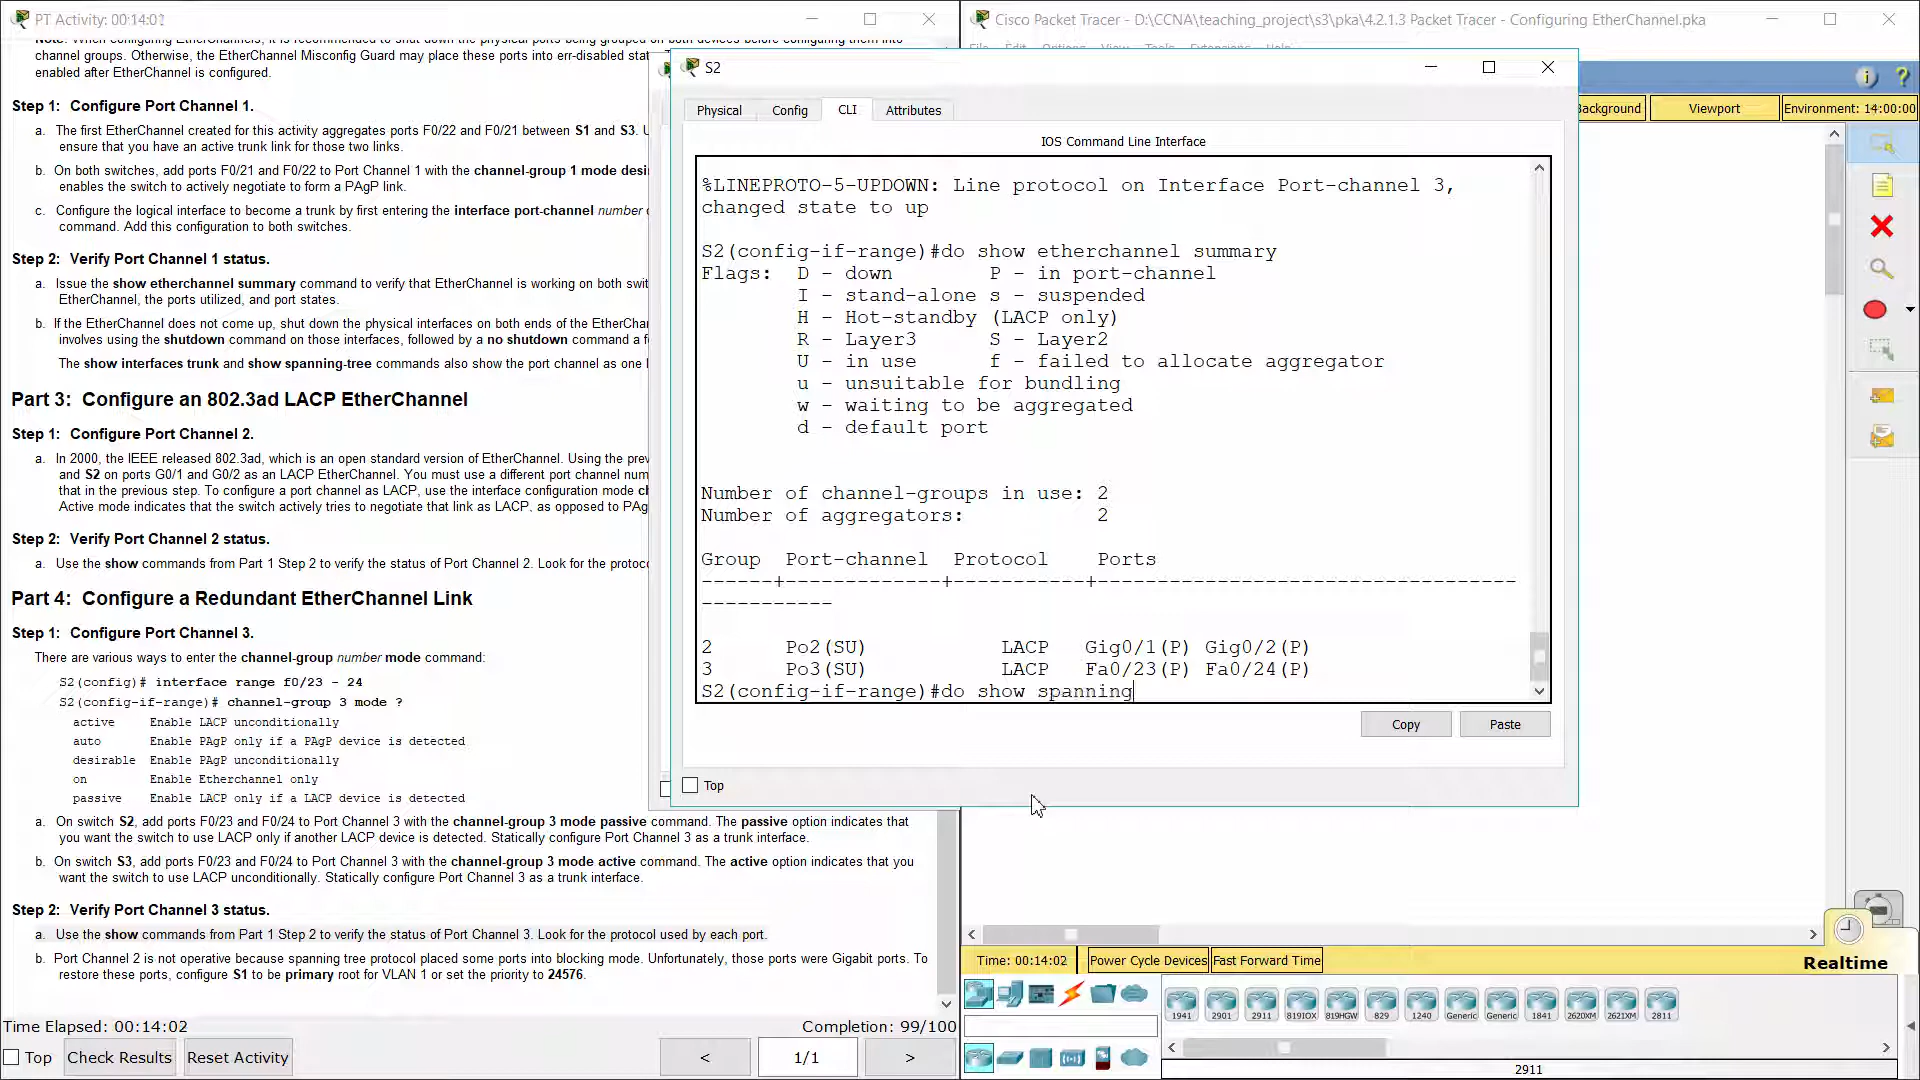 PT Activity: 00:14:01
channel groups. Otherwise, the EtherChannel Misconfig Guard may place these ports into err-disabled stat
enabled after EtherChannel is configured.
Step 1: Configure Port Channel 1.
a. The first EtherChannel created for this activity aggregates ports F0/22 and F0/21 between S1 and S3. U
ensure that you have an active trunk link for those two links.
b. On both switches, add ports F0/21 and F0/22 to Port Channel 1 with the channel-group 1 mode desi
enables the switch to actively negotiate to form a PAgP link.
c. Configure the logical interface to become a trunk by first entering the interface port-channel number
command. Add this configuration to both switches.
Step 2: Verify Port Channel 1 status.
a. Issue the show etherchannel summary command to verify that EtherChannel is working on both swit
EtherChannel, the ports utilized, and port states.
b. If the EtherChannel does not come up, shut down the physical interfaces on both ends of the EtherChar
involves using the shutdown command on those interfaces, followed by a no shutdown command a f
The show interfaces trunk and show spanning-tree commands also show the port channel as one l
Part 3: Configure an 802.3ad LACP EtherChannel
Step 1: Configure Port Channel 2.
a. In 2000, the IEEE released 802.3ad, which is an open standard version of EtherChannel. Using the prev
and S2 on ports G0/1 and G0/2 as an LACP EtherChannel. You must use a different port channel num
that in the previous step. To configure a port channel as LACP, use the interface configuration mode ch
Active mode indicates that the switch actively tries to negotiate that link as LACP, as opposed to PAg
Step 2: Verify Port Channel 2 status.
a. Use the show commands from Part 1 Step 2 to verify the status of Port Channel 2. Look for the protoc
Part 4: Configure a Redundant EtherChannel Link
Step 1: Configure Port Channel 3.
There are various ways to enter the channel-group number mode command:
S2(config)# interface range f0/23 - 24
S2(config-if-range)# channel-group 3 mode ?
active Enable LACP unconditionally
auto Enable PAgP only if a PAgP device is detected
desirable Enable PAgP unconditionally
on Enable Etherchannel only
passive Enable LACP only if a LACP device is detected
a. On switch S2, add ports F0/23 and F0/24 to Port Channel 3 with the channel-group 3 mode passive command. The passive option indicates that
you want the switch to use LACP only if another LACP device is detected. Statically configure Port Channel 3 as a trunk interface.
b. On switch S3, add ports F0/23 and F0/24 to Port Channel 3 with the channel-group 3 mode active command. The active option indicates that you
want the switch to use LACP unconditionally. Statically configure Port Channel 3 as a trunk interface.
Step 2: Verify Port Channel 3 status.
a. Use the show commands from Part 1 Step 2 to verify the status of Port Channel 3. Look for the protocol used by each port.
b. Port Channel 2 is not operative because spanning tree protocol placed some ports into blocking mode. Unfortunately, those ports were Gigabit ports. To
restore these ports, configure S1 to be primary root for VLAN 1 or set the priority to 24576.
Time Elapsed: 00:14:02 Completion: 99/100
Top Check Results Reset Activity < 1/1 >
Cisco Packet Tracer - D:\CCNA\teaching_project\s3\pka\4.2.1.3 Packet Tracer - Configuring EtherChannel.pka
File Edit Options View Tools Extensions Help
Background Viewport Environment: 14:00:00
S2
Physical Config CLI Attributes
IOS Command Line Interface
%LINEPROTO-5-UPDOWN: Line protocol on Interface Port-channel 3,
changed state to up
S2(config-if-range)#do show etherchannel summary
Flags: D - down P - in port-channel
I - stand-alone s - suspended
H - Hot-standby (LACP only)
R - Layer3 S - Layer2
U - in use f - failed to allocate aggregator
u - unsuitable for bundling
w - waiting to be aggregated
d - default port
Number of channel-groups in use: 2
Number of aggregators: 2
Group Port-channel Protocol Ports
------+-------------+-----------+----------------------------------
-----------
2 Po2(SU) LACP Gig0/1(P) Gig0/2(P)
3 Po3(SU) LACP Fa0/23(P) Fa0/24(P)
S2(config-if-range)#do show spanning
Copy Paste
Top
Time: 00:14:02 Power Cycle Devices Fast Forward Time
Realtime
1941 2901 2911 819IOX 819HGW 829 1240 Generic Generic 1841 2620XM 2621XM 2811
2911